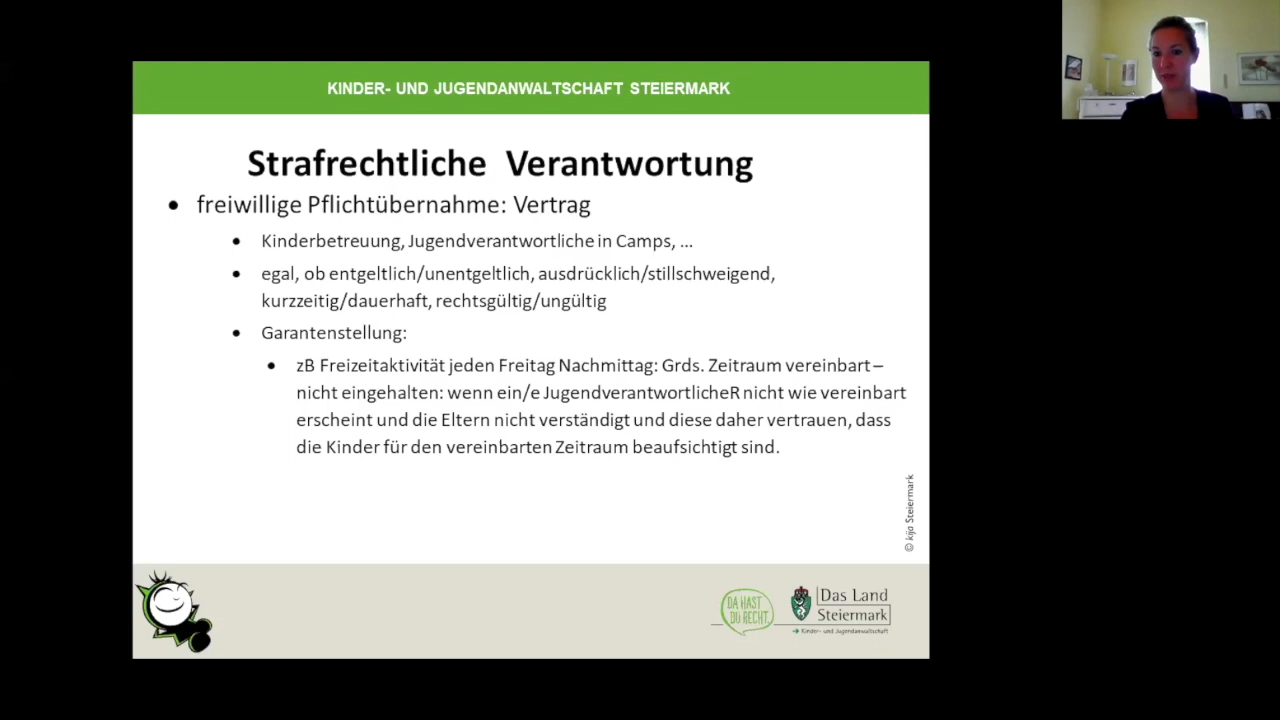 KINDER- UND JUGENDANWALTSCHAFT STEIERMARK
Strafrechtliche Verantwortung
• freiwillige Pflichtübernahme: Vertrag
• Kinderbetreuung, Jugendverantwortliche in Camps, ...
• egal, ob entgeltlich/unentgeltlich, ausdrücklich/stillschweigend,
kurzzeitig/dauerhaft, rechtsgültig/ungültig
• Garantenstellung:
• zB Freizeitaktivität jeden Freitag Nachmittag: Grds. Zeitraum vereinbart –
nicht eingehalten: wenn ein/e JugendverantwortlicheR nicht wie vereinbart
erscheint und die Eltern nicht verständigt und diese daher vertrauen, dass
die Kinder für den vereinbarten Zeitraum beaufsichtigt sind.
© kija Steiermark
DA HAST
DU RECHT
Das Land
Steiermark
→ Kinder- und Jugendanwaltschaft